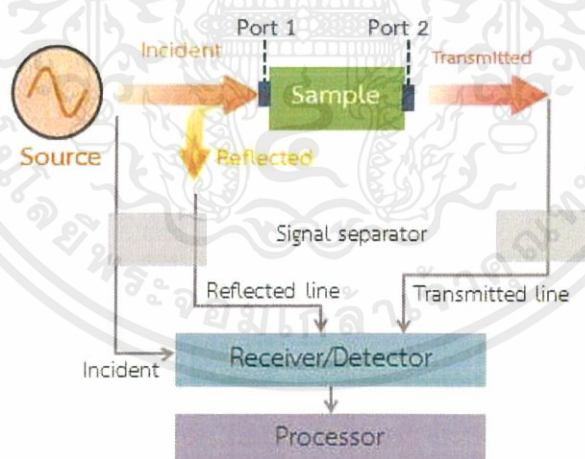 Port 1 Port 2
Incident
Transmitted
Sample
Source
Reflected
Signal separator
Reflected line
Transmitted line
Incident
Receiver/Detector
Processor